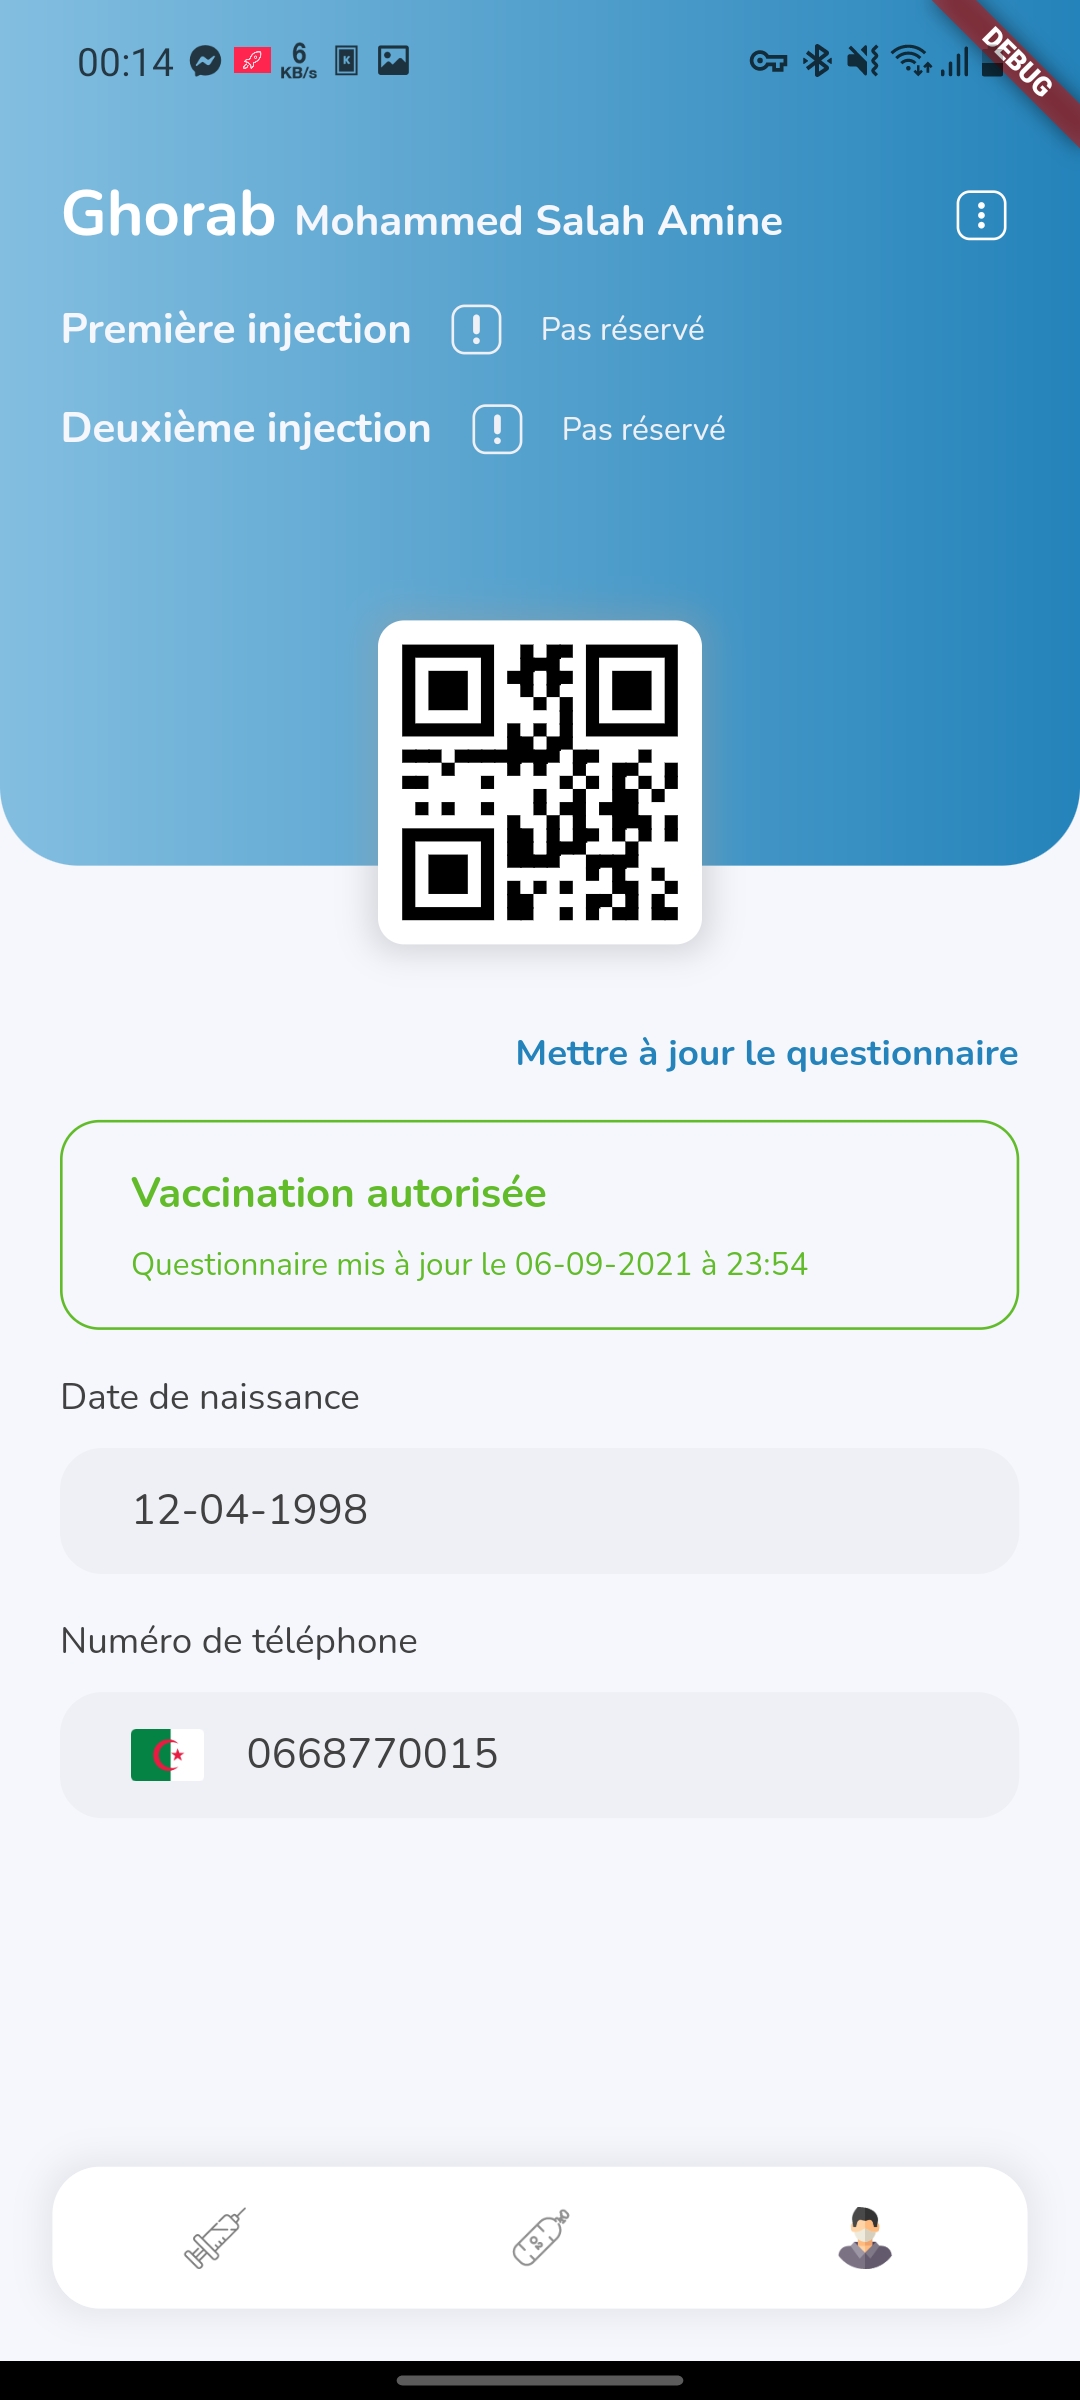 00:14 6 KB/s K
DEBUG
Ghorab Mohammed Salah Amine
Première injection ! Pas réservé
Deuxième injection ! Pas réservé
Mettre à jour le questionnaire
Vaccination autorisée
Questionnaire mis à jour le 06-09-2021 à 23:54
Date de naissance
12-04-1998
Numéro de téléphone
0668770015